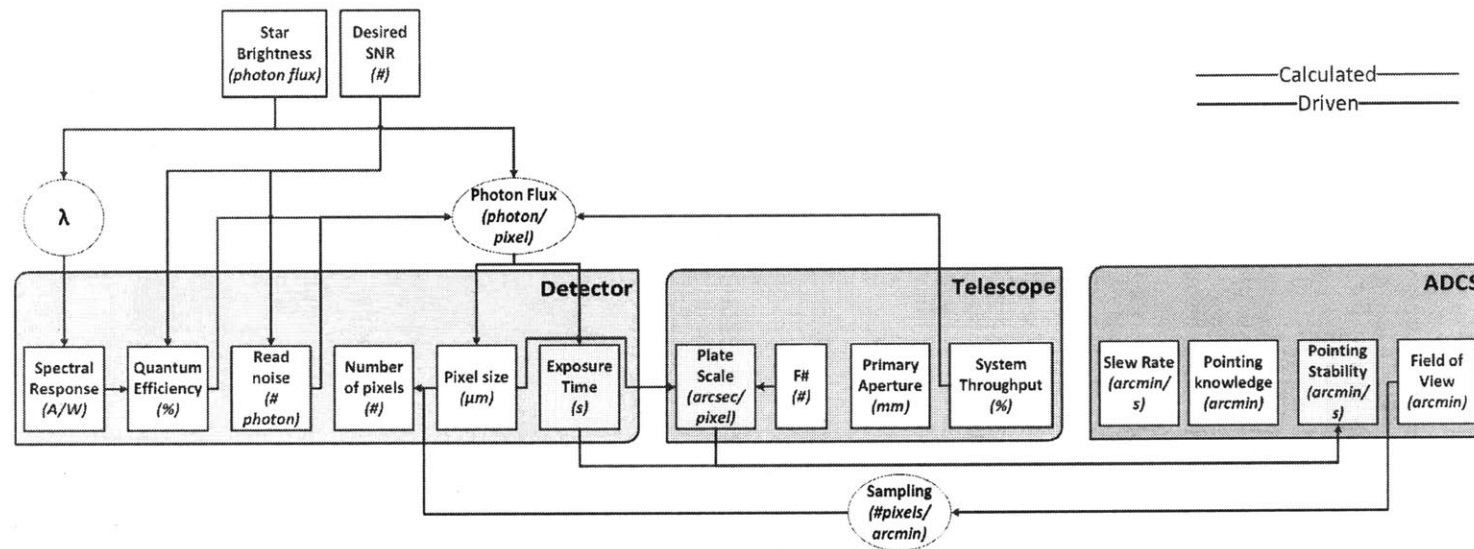 Star
Brightness
(photon flux)
Desired
SNR
(#)
Calculated
Driven
λ
Photon Flux
(photon/
pixel)
Detector
Telescope
ADCS
Spectral
Response
(A/W)
Quantum
Efficiency
(%)
Read
noise (#
photon)
Number
of pixels
(#)
Pixel size
(µm)
Exposure
Time
(s)
Plate
Scale
(arcsec/
pixel)
F#
(#)
Primary
Aperture
(mm)
System
Throughput
(%)
Slew Rate
(arcmin/
s)
Pointing
knowledge
(arcmin)
Pointing
Stability
(arcmin/
s)
Field of
View
(arcmin)
Sampling
(#pixels/
arcmin)